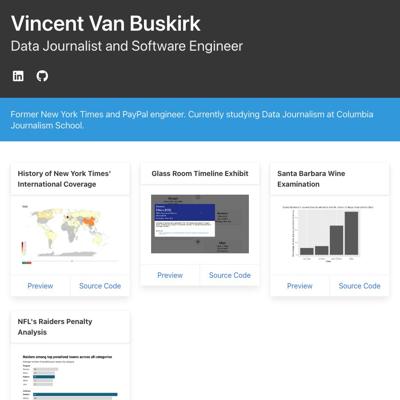 Vincent Van Buskirk
Data Journalist and Software Engineer
Former New York Times and PayPal engineer. Currently studying Data Journalism at Columbia
Journalism School.
History of New York Times'
International Coverage
Preview
Source Code
Glass Room Timeline Exhibit
Preview
Source Code
Santa Barbara Wine
Examination
Preview
Source Code
NFL's Raiders Penalty
Analysis
Raiders among top penalized teams across all categories